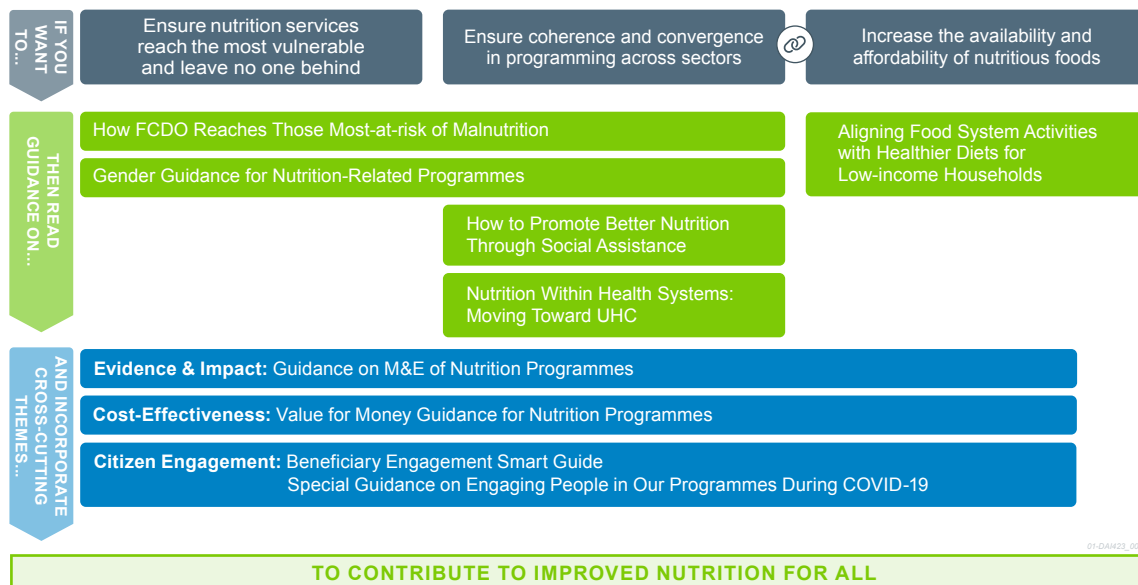 IF YOU
WANT
TO...
Ensure nutrition services
reach the most vulnerable
and leave no one behind
Ensure coherence and convergence
in programming across sectors
Increase the availability and
affordability of nutritious foods
THEN READ
GUIDANCE ON...
How FCDO Reaches Those Most-at-risk of Malnutrition
Gender Guidance for Nutrition-Related Programmes
How to Promote Better Nutrition
Through Social Assistance
Nutrition Within Health Systems:
Moving Toward UHC
Aligning Food System Activities
with Healthier Diets for
Low-income Households
AND INCORPORATE
CROSS-CUTTING
THEMES...
Evidence & Impact: Guidance on M&E of Nutrition Programmes
Cost-Effectiveness: Value for Money Guidance for Nutrition Programmes
Citizen Engagement: Beneficiary Engagement Smart Guide
Special Guidance on Engaging People in Our Programmes During COVID-19
TO CONTRIBUTE TO IMPROVED NUTRITION FOR ALL